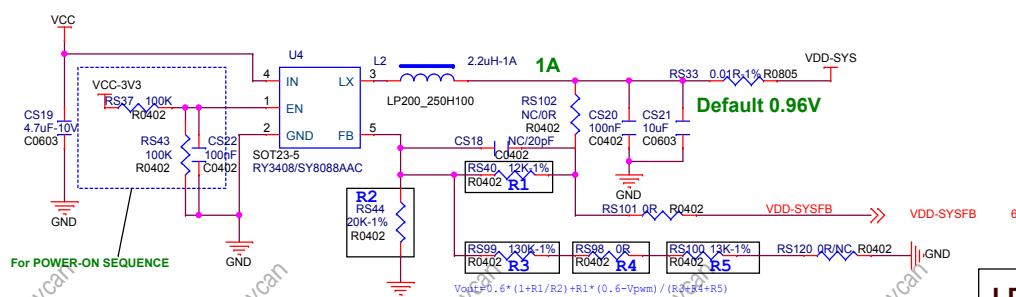 VCC
U4
L2
2.2uH-1A
1A
VDD-SYS
RS33
0.01R-1%
R0805
4
IN
LX
3
VCC-3V3
LP200_250H100
RS102
NC/0R
R0402
CS20
100nF
C0402
CS21
10uF
C0603
Default 0.96V
RS37
100K
R0402
1
EN
CS19
4.7uF-10V
C0603
2
GND
FB
5
RS43
100K
R0402
CS22
100nF
C0402
SOT23-5
RY3408/SY8088AAC
CS18
NC/20pF
C0402
RS40
12K-1%
R0402
R1
GND
R2
RS44
20K-1%
R0402
GND
RS101
0R
R0402
VDD-SYSFB
VDD-SYSFB
6
For POWER-ON SEQUENCE
GND
RS99
130K-1%
R0402
R3
RS98
0R
R0402
R4
RS100
13K-1%
R0402
R5
RS120
0R/NC
R0402
GND
Vout=0.6*(1+R1/R2)+R1*(0.6-Vpwm)/(R3+R4+R5)